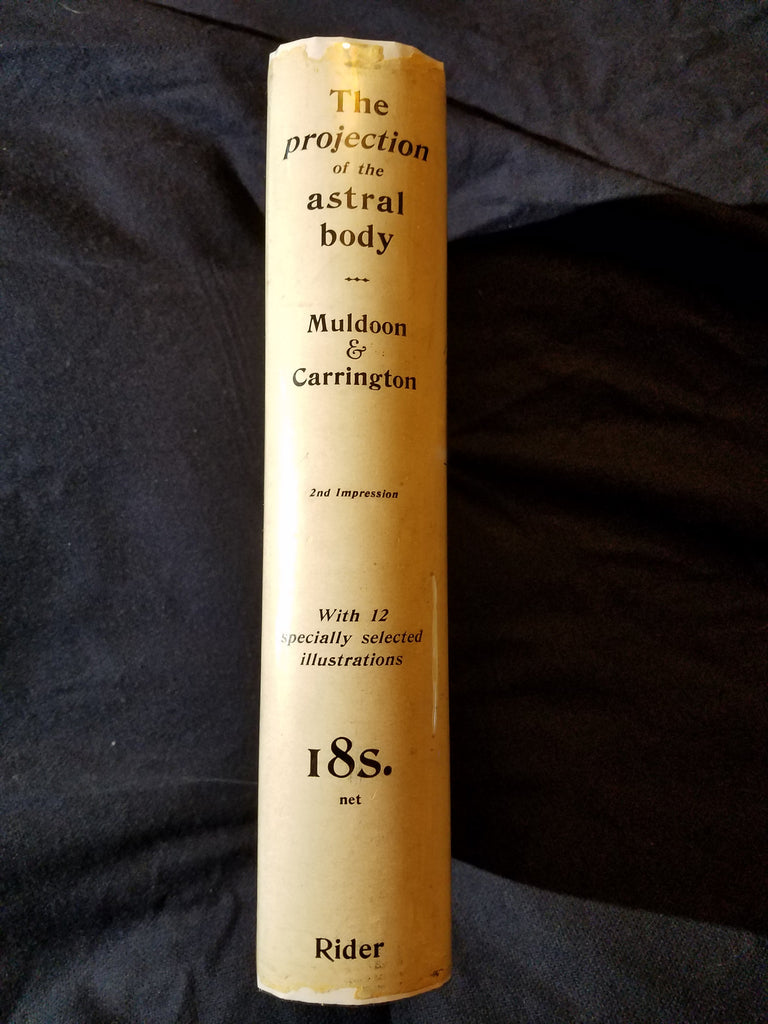 The
projection
of the
astral
body
Muldoon
&
Carrington
2nd Impression
With 12
specially selected
illustrations
18s.
net
Rider